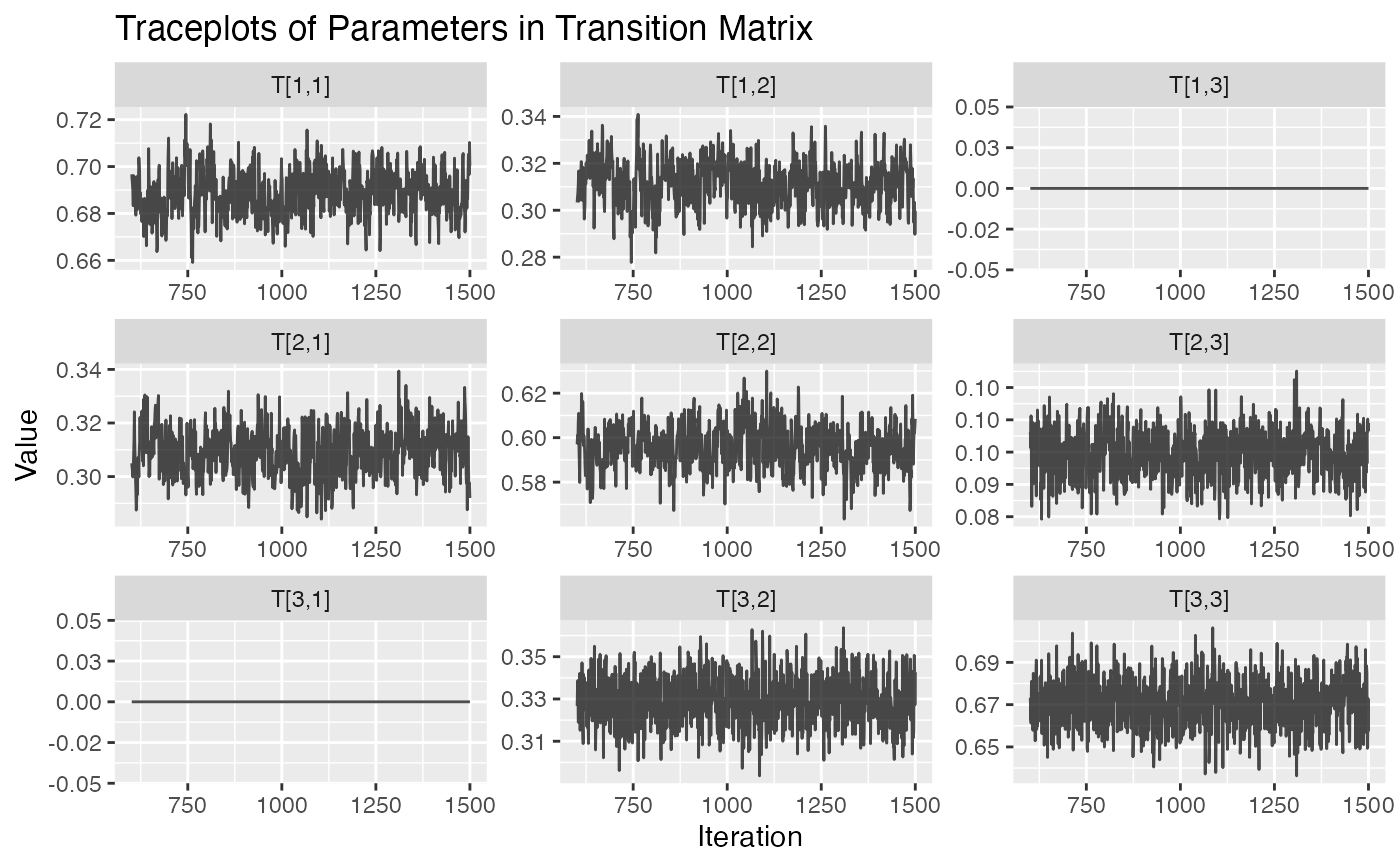 Traceplots of Parameters in Transition Matrix
T[1,1] T[1,2] T[1,3]
0.72 0.34 0.05
0.70 0.32 0.03
0.68 0.30 0.00
0.66 0.28 -0.02
-0.05
750 1000 1250 1500 750 1000 1250 1500 750 1000 1250 1500
T[2,1] T[2,2] T[2,3]
0.34 0.62 0.10
0.32 0.60 0.10
0.30 0.58 0.10
0.09
0.08
750 1000 1250 1500 750 1000 1250 1500 750 1000 1250 1500
T[3,1] T[3,2] T[3,3]
0.05 0.35 0.69
0.03 0.33 0.67
0.00 0.31 0.65
-0.02
-0.05
750 1000 1250 1500 750 1000 1250 1500 750 1000 1250 1500
Value
Iteration